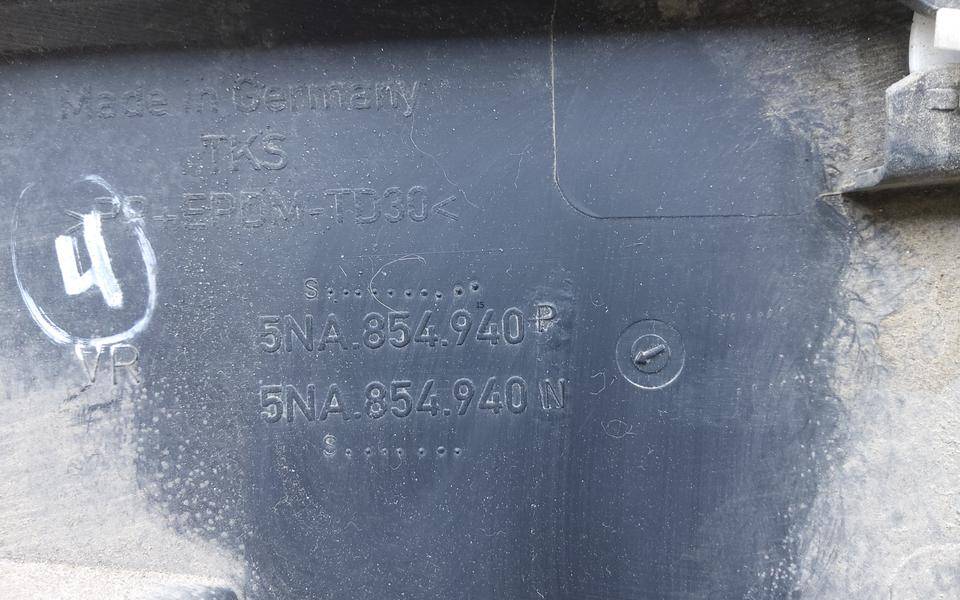 Made in Germany
TKS
>PP-EPDM-TD30<
4
S
5NA.854.940 P
VR
5NA.854.940 N
S